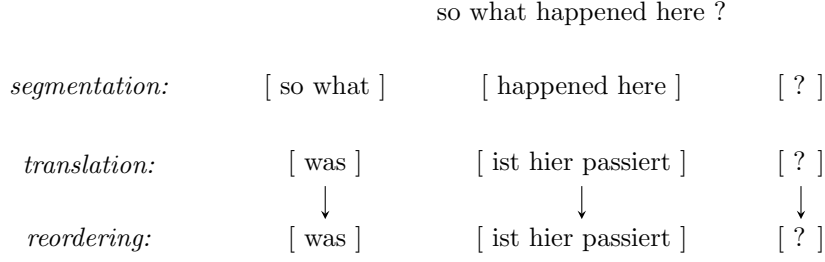 so what happened here ?
segmentation: [ so what ] [ happened here ] [ ? ]
translation: [ was ] [ ist hier passiert ] [ ? ]
reordering: [ was ] [ ist hier passiert ] [ ? ]